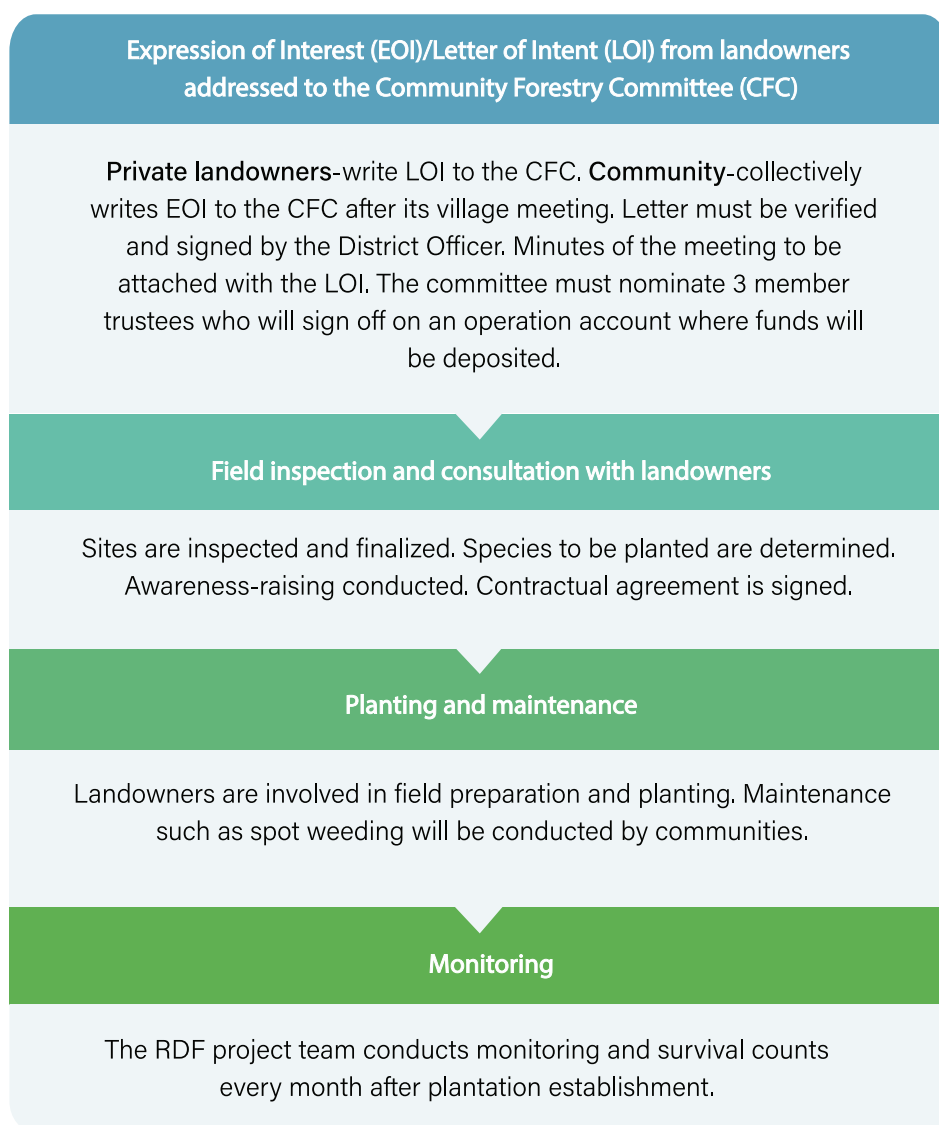 Expression of Interest (EOI)/Letter of Intent (LOI) from landowners
addressed to the Community Forestry Committee (CFC)
Private landowners-write LOI to the CFC. Community-collectively
writes EOI to the CFC after its village meeting. Letter must be verified
and signed by the District Officer. Minutes of the meeting to be
attached with the LOI. The committee must nominate 3 member
trustees who will sign off on an operation account where funds will
be deposited.
Field inspection and consultation with landowners
Sites are inspected and finalized. Species to be planted are determined.
Awareness-raising conducted. Contractual agreement is signed.
Planting and maintenance
Landowners are involved in field preparation and planting. Maintenance
such as spot weeding will be conducted by communities.
Monitoring
The RDF project team conducts monitoring and survival counts
every month after plantation establishment.